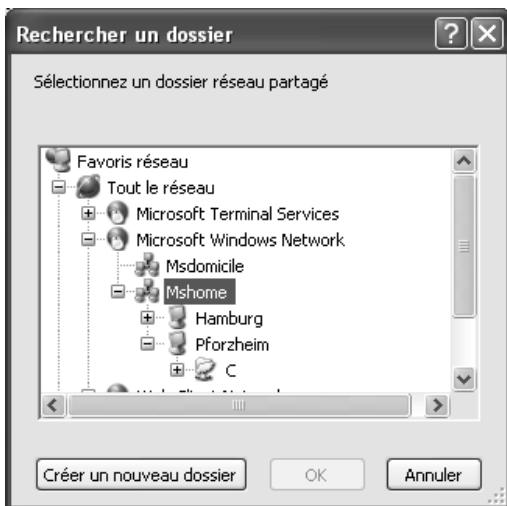 Rechercher un dossier
Sélectionnez un dossier réseau partagé
Favoris réseau
Tout le réseau
Microsoft Terminal Services
Microsoft Windows Network
Msdomicile
Mshome
Hamburg
Pforzheim
C
Créer un nouveau dossier OK Annuler